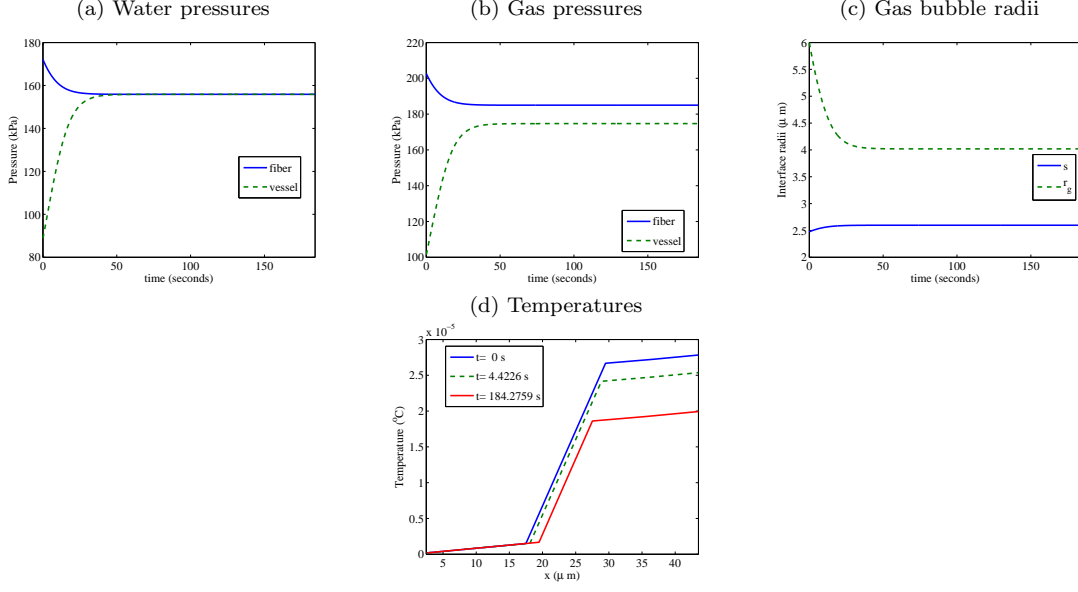 (a) Water pressures
180
160
140
120
100
80
Pressure (kPa)
0 50 100 150
time (seconds)
fiber
vessel
(b) Gas pressures
220
200
180
160
140
120
100
Pressure (kPa)
0 50 100 150
time (seconds)
fiber
vessel
(c) Gas bubble radii
6
5.5
5
4.5
4
3.5
3
2.5
2
Interface radii (μ m)
0 50 100 150
time (seconds)
s
r_g
(d) Temperatures
x 10⁻⁵
3
2.5
2
1.5
1
0.5
0
Temperature (⁰C)
5 10 15 20 25 30 35 40
x (μ m)
t= 0 s
t= 4.4226 s
t= 184.2759 s